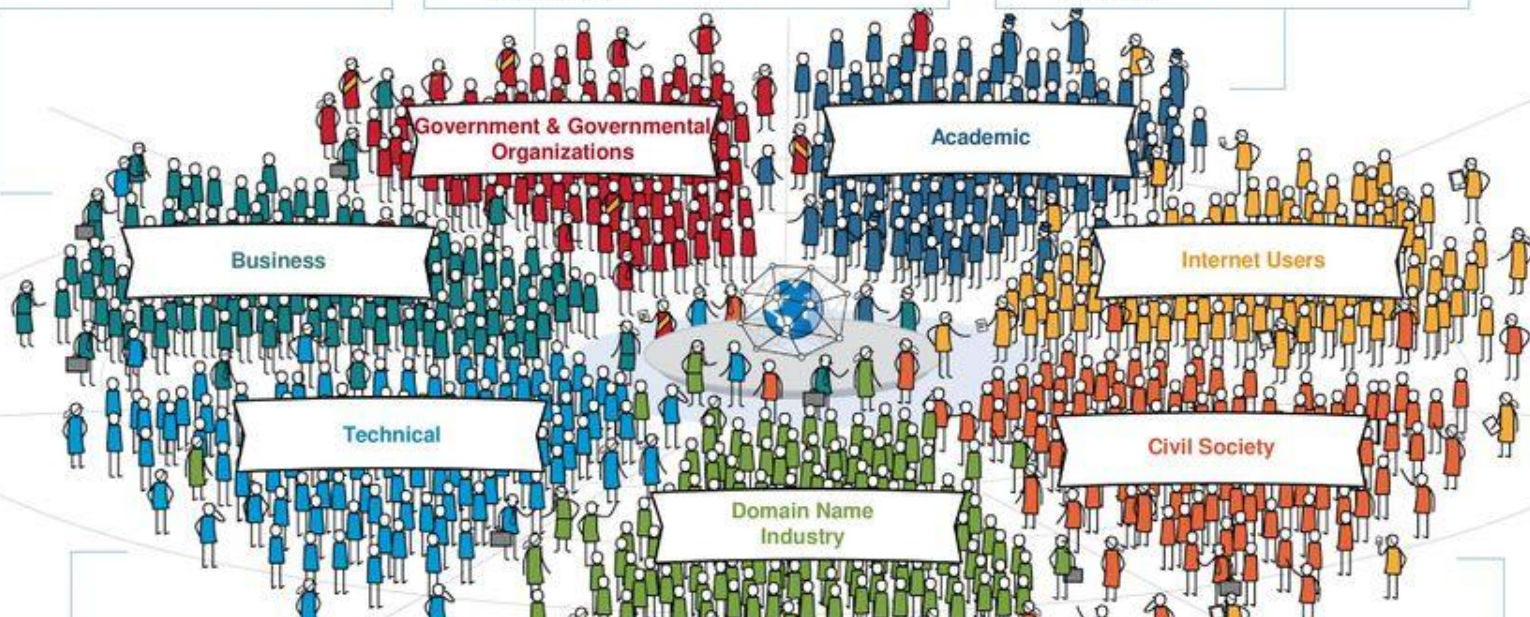 Government & Governmental
Organizations
Academic
Business
Internet Users
Technical
Civil Society
Domain Name
Industry